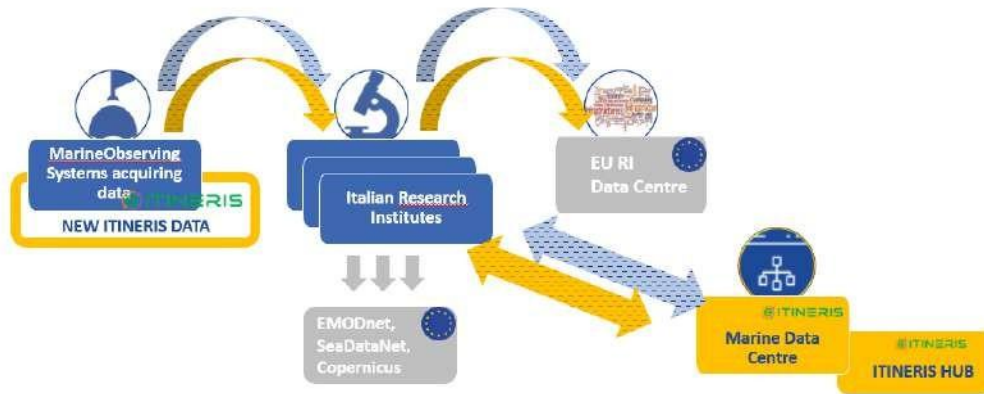 MarineObserving
Systems acquiring
data
ITINERIS
NEW ITINERIS DATA
Italian Research
Institutes
EU RI
Data Centre
EMODnet,
SeaDataNet,
Copernicus
ITINERIS
Marine Data
Centre
ITINERIS
ITINERIS HUB